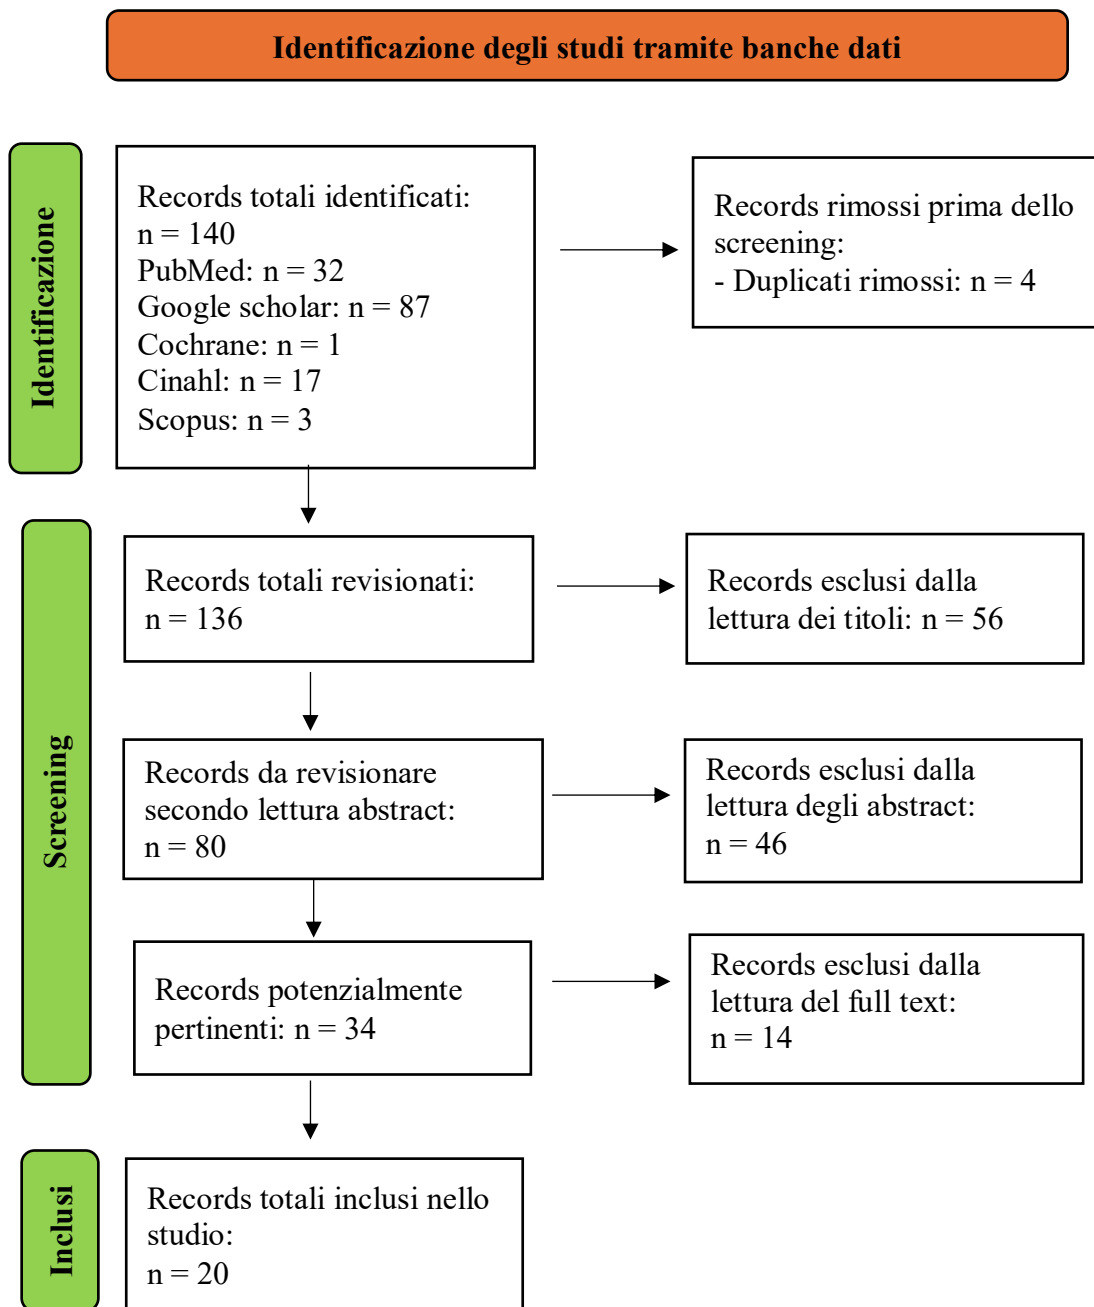 Identificazione degli studi tramite banche dati
Identificazione
Records totali identificati:
n = 140
PubMed: n = 32
Google scholar: n = 87
Cochrane: n = 1
Cinahl: n = 17
Scopus: n = 3
Records rimossi prima dello
screening:
- Duplicati rimossi: n = 4
Screening
Records totali revisionati:
n = 136
Records esclusi dalla
lettura dei titoli: n = 56
Records da revisionare
secondo lettura abstract:
n = 80
Records esclusi dalla
lettura degli abstract:
n = 46
Records potenzialmente
pertinenti: n = 34
Records esclusi dalla
lettura del full text:
n = 14
Inclusi
Records totali inclusi nello
studio:
n = 20